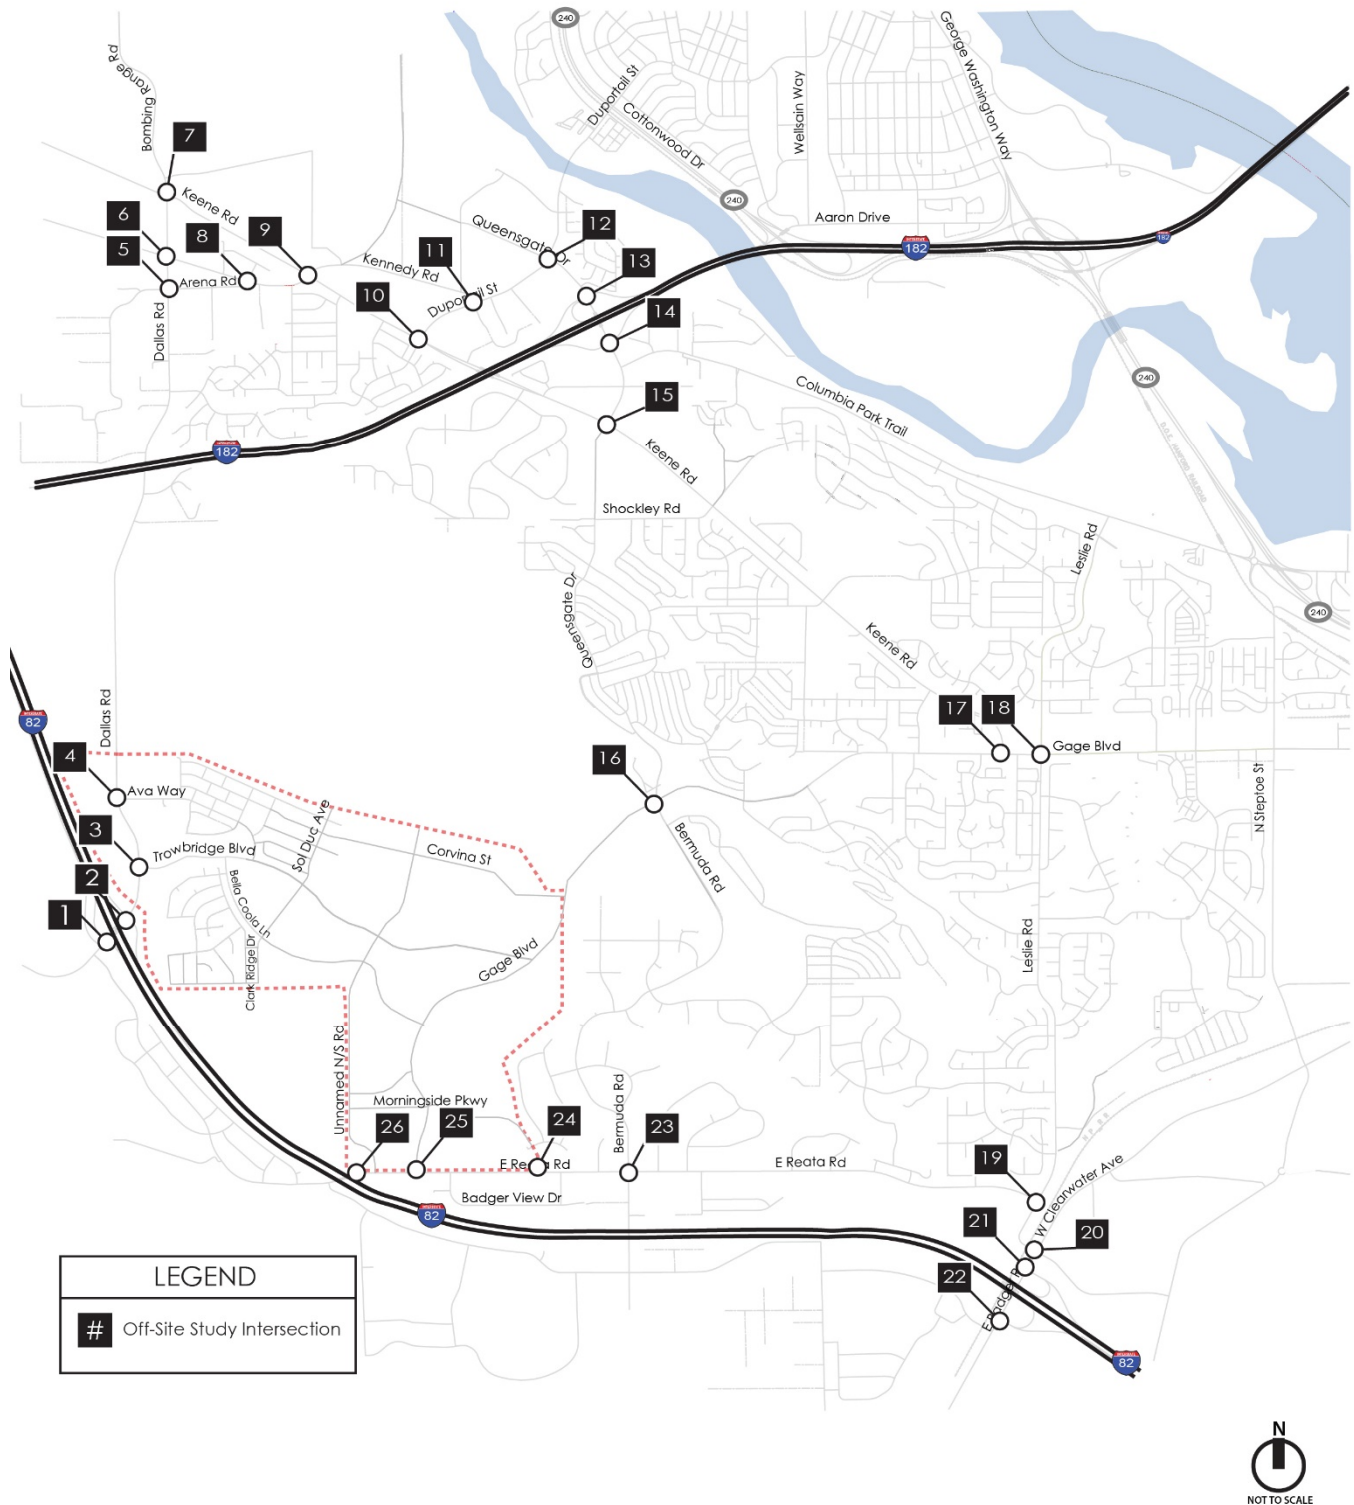 240
George Washington Way
Duportail St
Bombing Range Rd
Cottonwood Dr
Wellsain Way
7
Keene Rd
240
6
8
9
Queensgate Dr
12
Aaron Drive
182
182
5
Arena Rd
Kennedy Rd
11
13
10
Duportail St
14
Dallas Rd
240
15
Columbia Park Trail
182
Keene Rd
Shockley Rd
Leslie Rd
Queensgate Dr
240
Keene Rd
82
Dallas Rd
17
18
Gage Blvd
4
16
Ava Way
N Steptoe St
3
Trowbridge Blvd
Sol Duc Ave
Corvina St
Bermuda Rd
2
Bella Coola Ln
1
Clark Ridge Dr
Gage Blvd
Leslie Rd
Unnamed N/S Rd
Morningside Pkwy
Bermuda Rd
26
25
24
23
E Reata Rd
E Reata Rd
19
Badger View Dr
82
W Clearwater Ave
21
20
22
E Badger R
82
LEGEND
# Off-Site Study Intersection
N
NOT TO SCALE